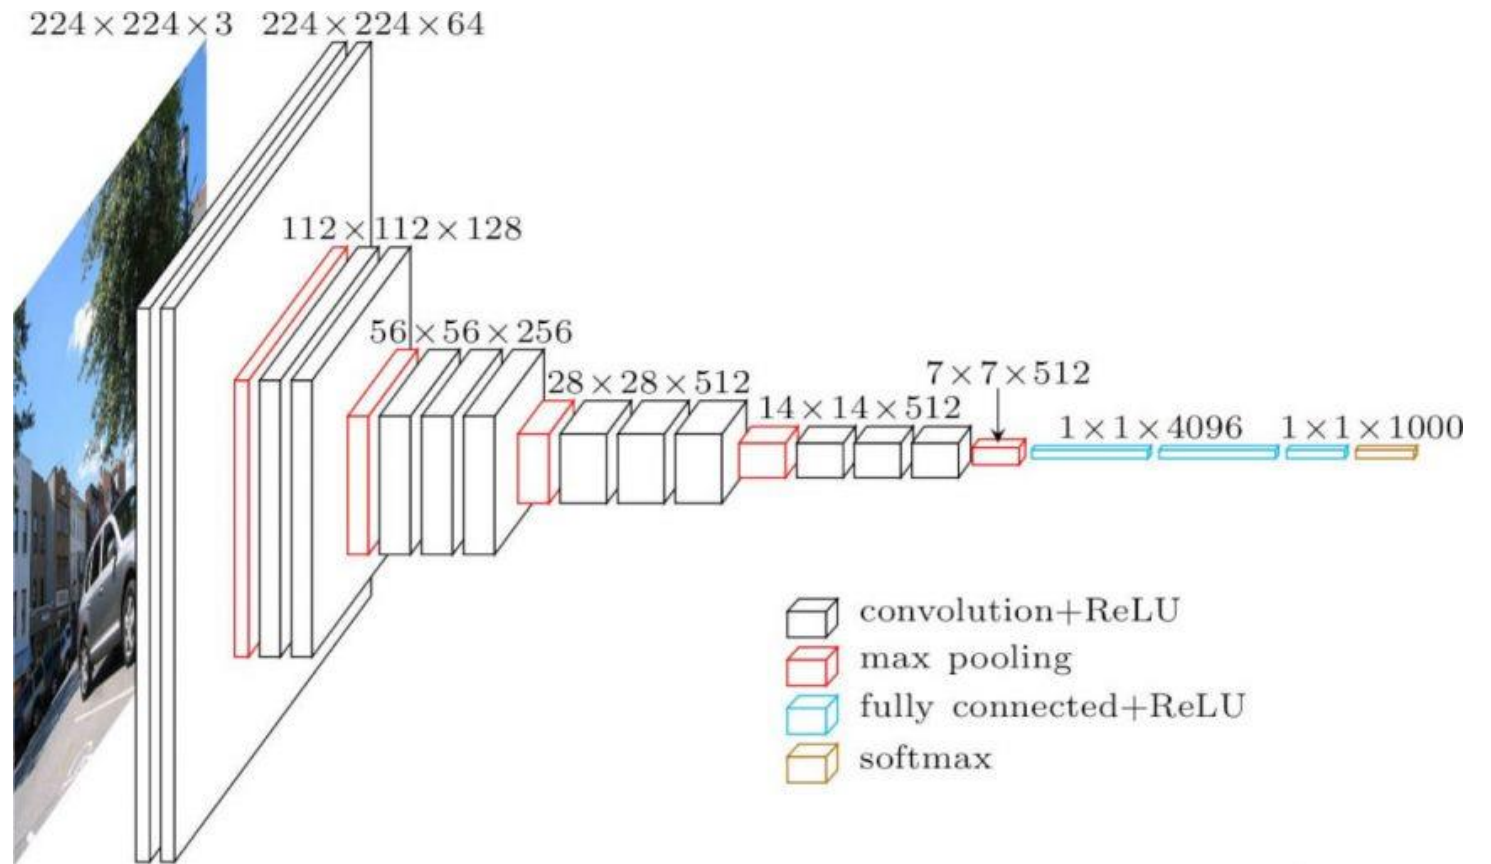 224×224×3
224×224×64
112×112×128
56×56×256
28×28×512
14×14×512
7×7×512
1×1×4096
1×1×1000
convolution+ReLU
max pooling
fully connected+ReLU
softmax